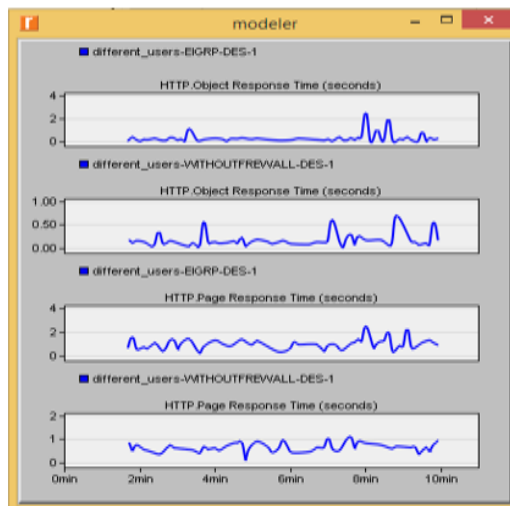 modeler
different_users-EIGRP-DES-1
HTTP.Object Response Time (seconds)
4
2
0
different_users-WITHOUTFREWALL-DES-1
HTTP.Object Response Time (seconds)
1.00
0.50
0.00
different_users-EIGRP-DES-1
HTTP.Page Response Time (seconds)
4
2
0
different_users-WITHOUTFREWALL-DES-1
HTTP.Page Response Time (seconds)
2
1
0
0min 2min 4min 6min 8min 10min